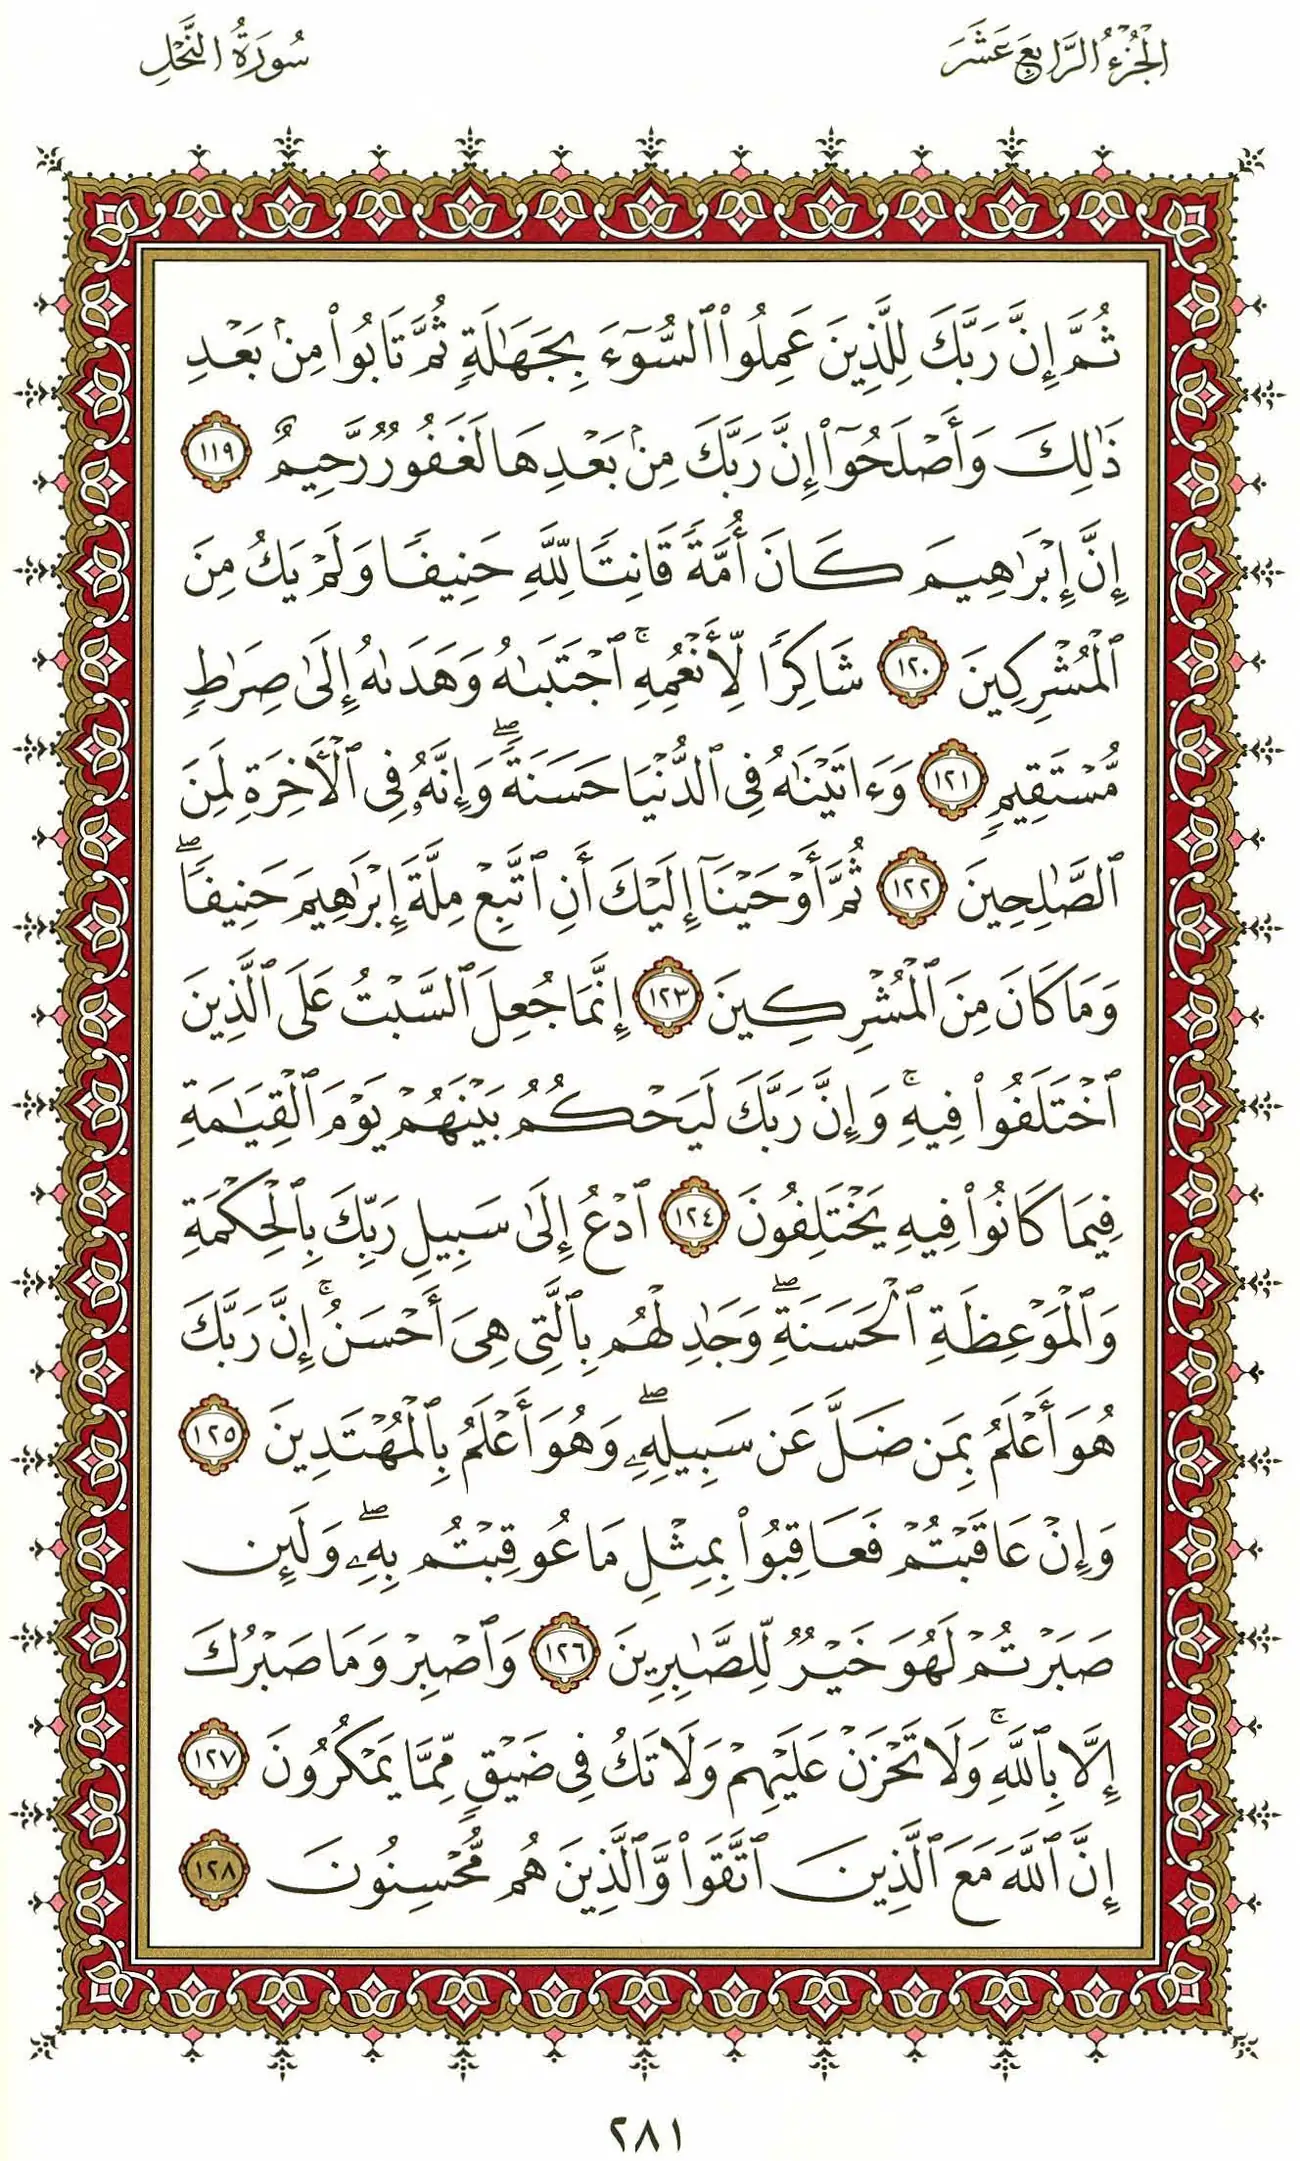 الجزء الرابع عشر
سورة النحل
ثُمَّ إِنَّ رَبَّكَ لِلَّذِينَ عَمِلُوا۟ ٱلسُّوٓءَ بِجَهَـٰلَةٍ ثُمَّ تَابُوا۟ مِنۢ بَعْدِ
ذَٰلِكَ وَأَصْلَحُوٓا۟ إِنَّ رَبَّكَ مِنۢ بَعْدِهَا لَغَفُورٌ رَّحِيمٌ ١١٩
إِنَّ إِبْرَٰهِيمَ كَانَ أُمَّةً قَانِتًا لِّلَّهِ حَنِيفًا وَلَمْ يَكُ مِنَ
ٱلْمُشْرِكِينَ ١٢٠ شَاكِرًا لِّأَنْعُمِهِ ۚ ٱجْتَبَىٰهُ وَهَدَىٰهُ إِلَىٰ صِرَٰطٍ
مُّسْتَقِيمٍ ١٢١ وَءَاتَيْنَـٰهُ فِى ٱلدُّنْيَا حَسَنَةً ۖ وَإِنَّهُۥ فِى ٱلْـَٔاخِرَةِ لَمِنَ
ٱلصَّـٰلِحِينَ ١٢٢ ثُمَّ أَوْحَيْنَآ إِلَيْكَ أَنِ ٱتَّبِعْ مِلَّةَ إِبْرَٰهِيمَ حَنِيفًا ۖ
وَمَا كَانَ مِنَ ٱلْمُشْرِكِينَ ١٢٣ إِنَّمَا جُعِلَ ٱلسَّبْتُ عَلَى ٱلَّذِينَ
ٱخْتَلَفُوا۟ فِيهِ ۚ وَإِنَّ رَبَّكَ لَيَحْكُمُ بَيْنَهُمْ يَوْمَ ٱلْقِيَـٰمَةِ
فِيمَا كَانُوا۟ فِيهِ يَخْتَلِفُونَ ١٢٤ ٱدْعُ إِلَىٰ سَبِيلِ رَبِّكَ بِٱلْحِكْمَةِ
وَٱلْمَوْعِظَةِ ٱلْحَسَنَةِ ۖ وَجَـٰدِلْهُم بِٱلَّتِى هِىَ أَحْسَنُ ۚ إِنَّ رَبَّكَ
هُوَ أَعْلَمُ بِمَن ضَلَّ عَن سَبِيلِهِۦ ۖ وَهُوَ أَعْلَمُ بِٱلْمُهْتَدِينَ ١٢٥
وَإِنْ عَاقَبْتُمْ فَعَاقِبُوا۟ بِمِثْلِ مَا عُوقِبْتُم بِهِۦ ۖ وَلَئِن
صَبَرْتُمْ لَهُوَ خَيْرٌ لِّلصَّـٰبِرِينَ ١٢٦ وَٱصْبِرْ وَمَا صَبْرُكَ
إِلَّا بِٱللَّهِ ۚ وَلَا تَحْزَنْ عَلَيْهِمْ وَلَا تَكُ فِى ضَيْقٍ مِّمَّا يَمْكُرُونَ ١٢٧
إِنَّ ٱللَّهَ مَعَ ٱلَّذِينَ ٱتَّقَوا۟ وَّٱلَّذِينَ هُم مُّحْسِنُونَ ١٢٨
٢٨١